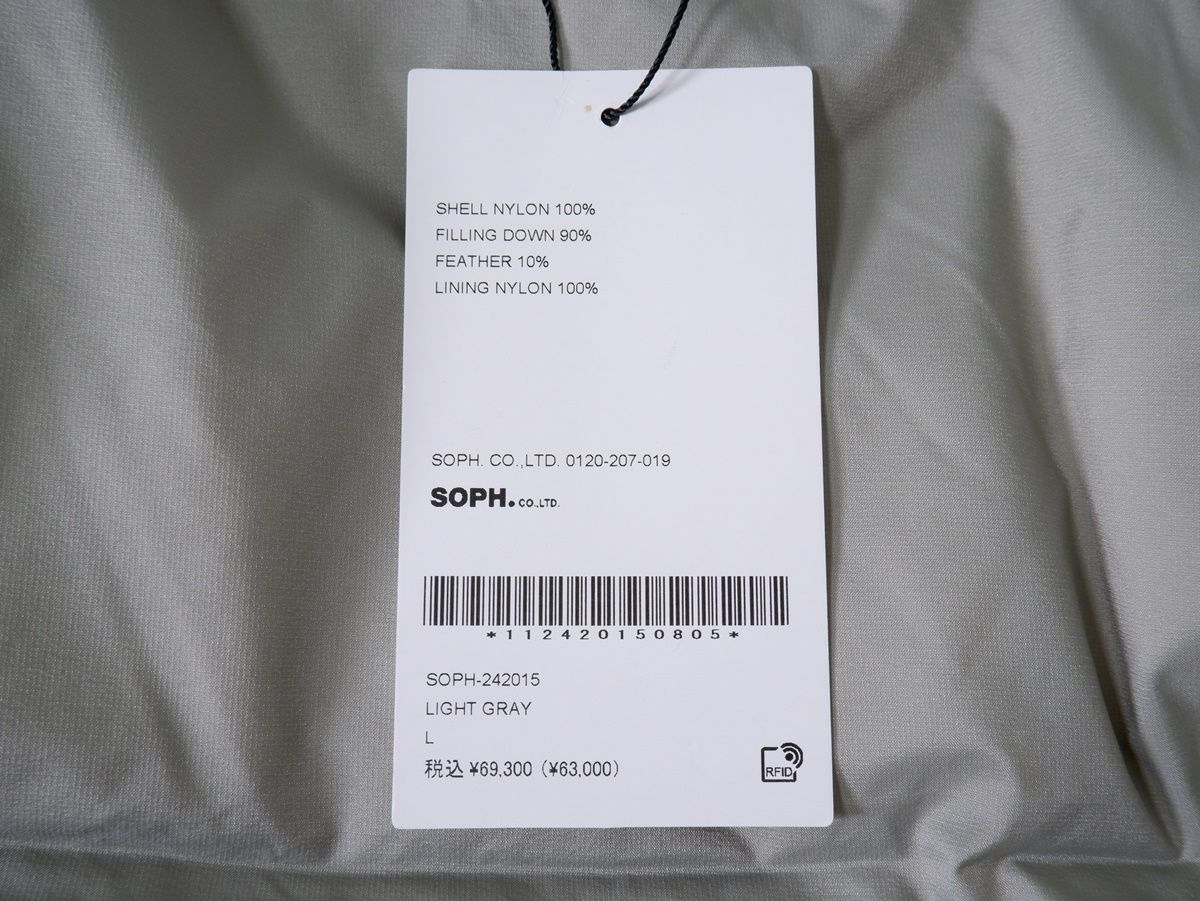 SHELL NYLON 100%
FILLING DOWN 90%
FEATHER 10%
LINING NYLON 100%
SOPH. CO.,LTD. 0120-207-019
SOPH. CO.,LTD.
*112420150805*
SOPH-242015
LIGHT GRAY
L
税込 ¥69,300 (¥63,000)
RFID